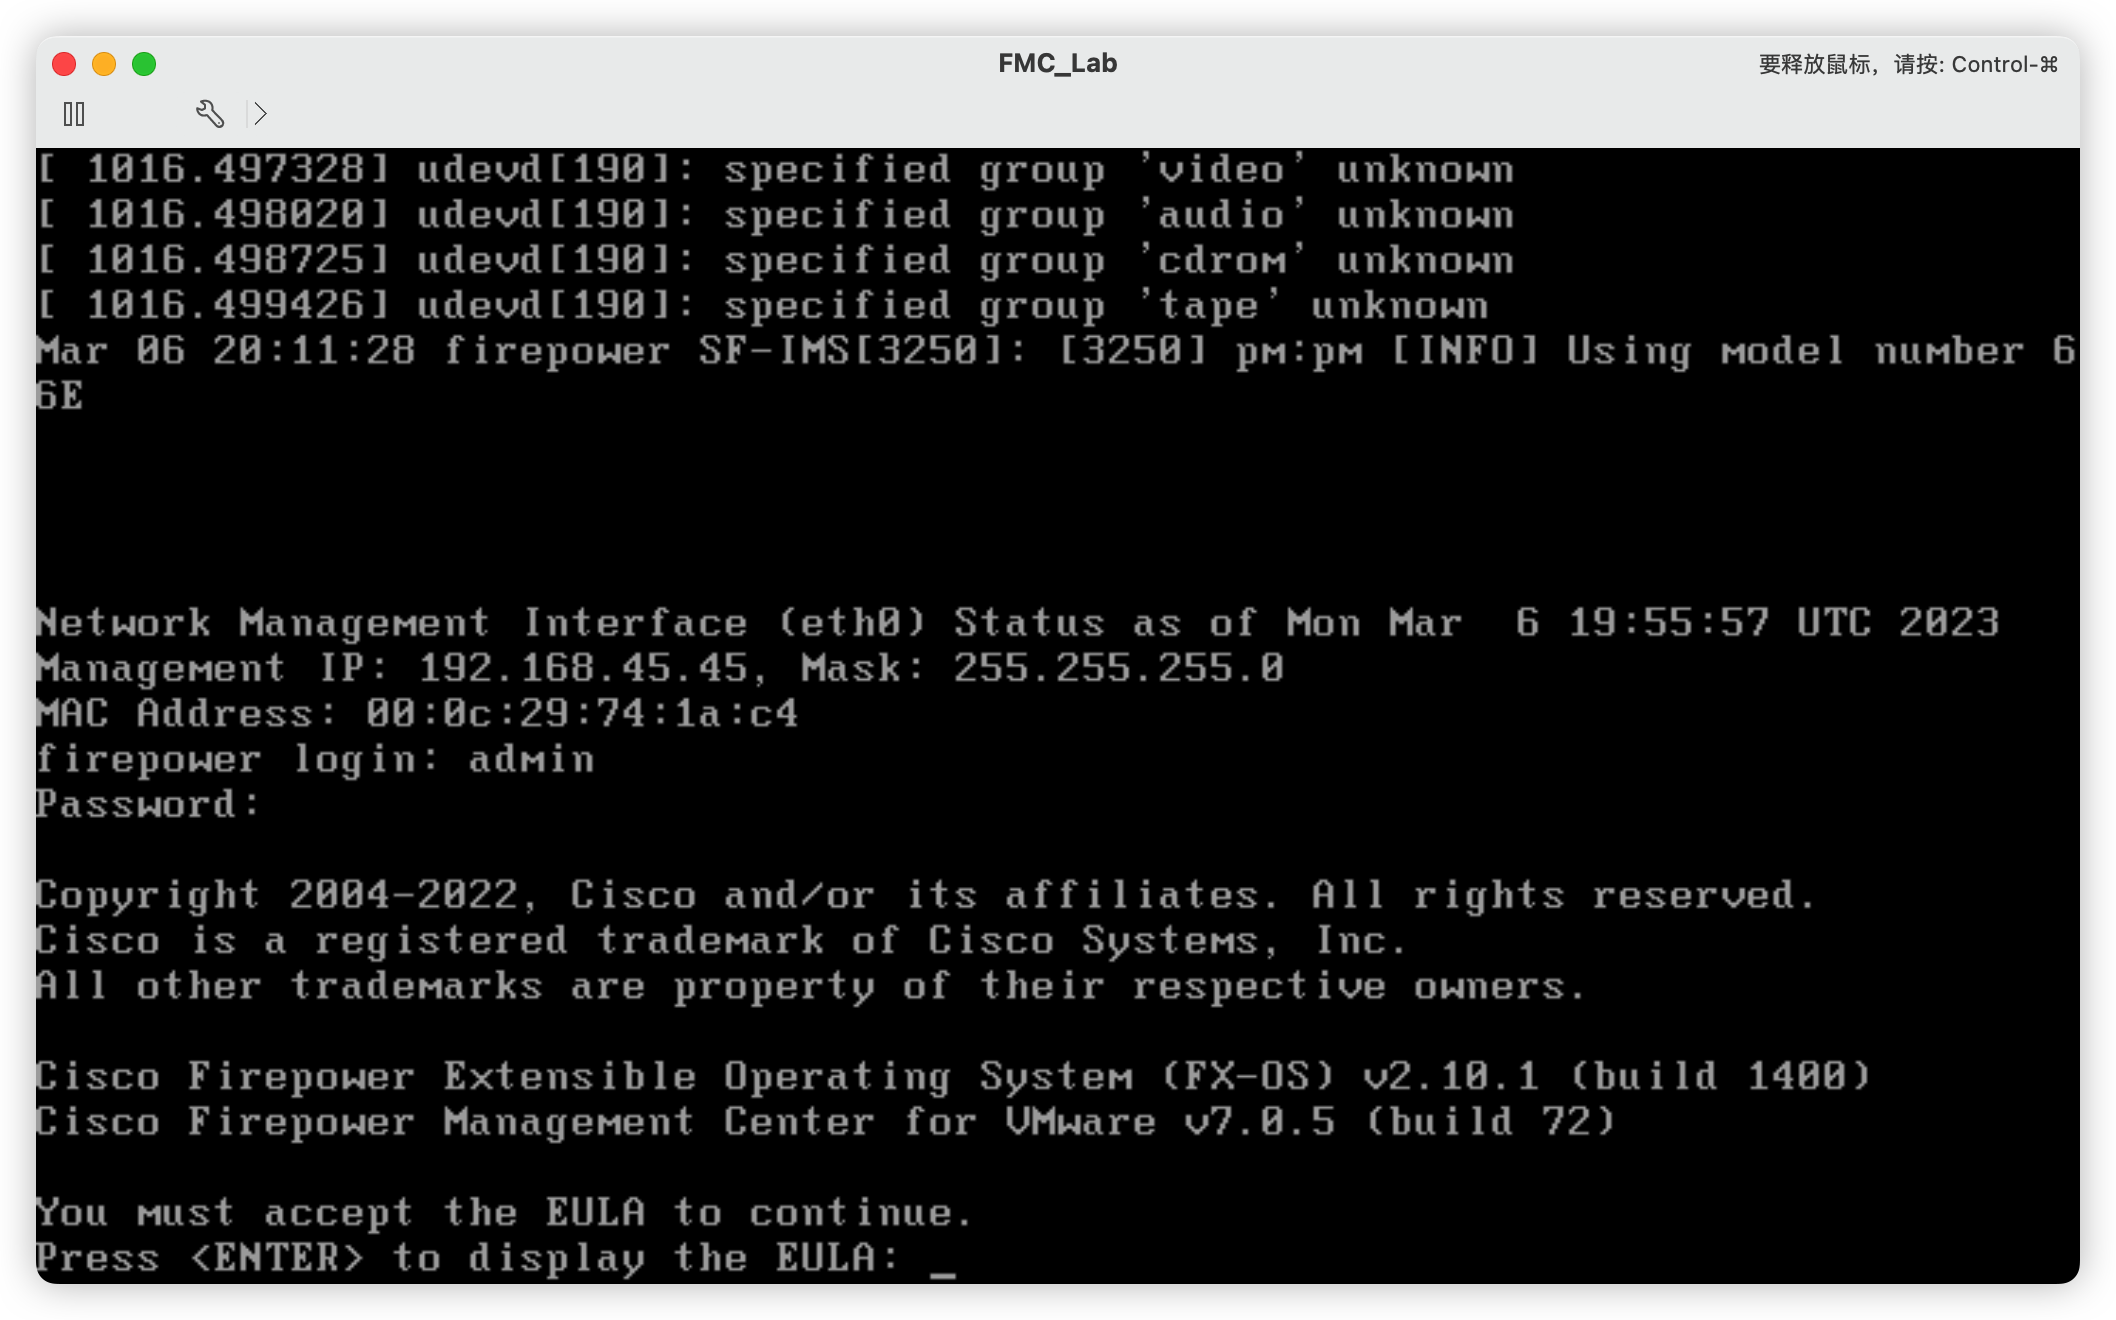 FMC_Lab
要释放鼠标，请按: Control-⌘
[ 1016.497328] udevd[190]: specified group 'video' unknown
[ 1016.498020] udevd[190]: specified group 'audio' unknown
[ 1016.498725] udevd[190]: specified group 'cdrom' unknown
[ 1016.499426] udevd[190]: specified group 'tape' unknown
Mar 06 20:11:28 firepower SF-IMS[3250]: [3250] pm:pm [INFO] Using model number 6
6E
Network Management Interface (eth0) Status as of Mon Mar  6 19:55:57 UTC 2023
Management IP: 192.168.45.45, Mask: 255.255.255.0
MAC Address: 00:0c:29:74:1a:c4
firepower login: admin
Password:
Copyright 2004-2022, Cisco and/or its affiliates. All rights reserved.
Cisco is a registered trademark of Cisco Systems, Inc.
All other trademarks are property of their respective owners.
Cisco Firepower Extensible Operating System (FX-OS) v2.10.1 (build 1400)
Cisco Firepower Management Center for VMware v7.0.5 (build 72)
You must accept the EULA to continue.
Press <ENTER> to display the EULA: _